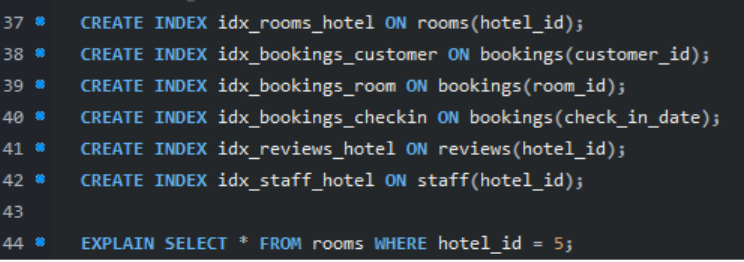 37 CREATE INDEX idx_rooms_hotel ON rooms(hotel_id);
38 CREATE INDEX idx_bookings_customer ON bookings(customer_id);
39 CREATE INDEX idx_bookings_room ON bookings(room_id);
40 CREATE INDEX idx_bookings_checkin ON bookings(check_in_date);
41 CREATE INDEX idx_reviews_hotel ON reviews(hotel_id);
42 CREATE INDEX idx_staff_hotel ON staff(hotel_id);
43
44 EXPLAIN SELECT * FROM rooms WHERE hotel_id = 5;